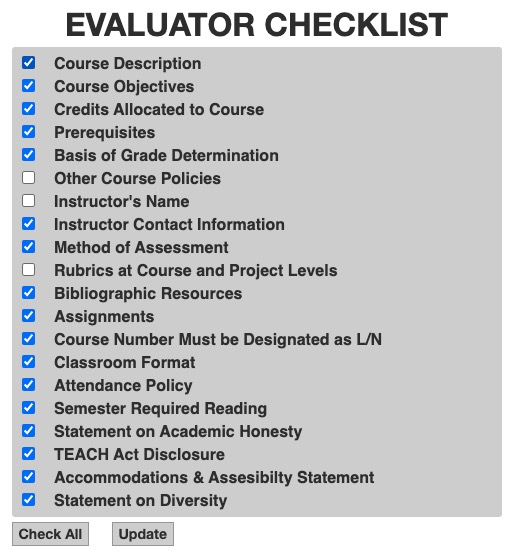 EVALUATOR CHECKLIST
Course Description
Course Objectives
Credits Allocated to Course
Prerequisites
Basis of Grade Determination
Other Course Policies
Instructor's Name
Instructor Contact Information
Method of Assessment
Rubrics at Course and Project Levels
Bibliographic Resources
Assignments
Course Number Must be Designated as L/N
Classroom Format
Attendance Policy
Semester Required Reading
Statement on Academic Honesty
TEACH Act Disclosure
Accommodations & Assesibilty Statement
Statement on Diversity
Check All Update